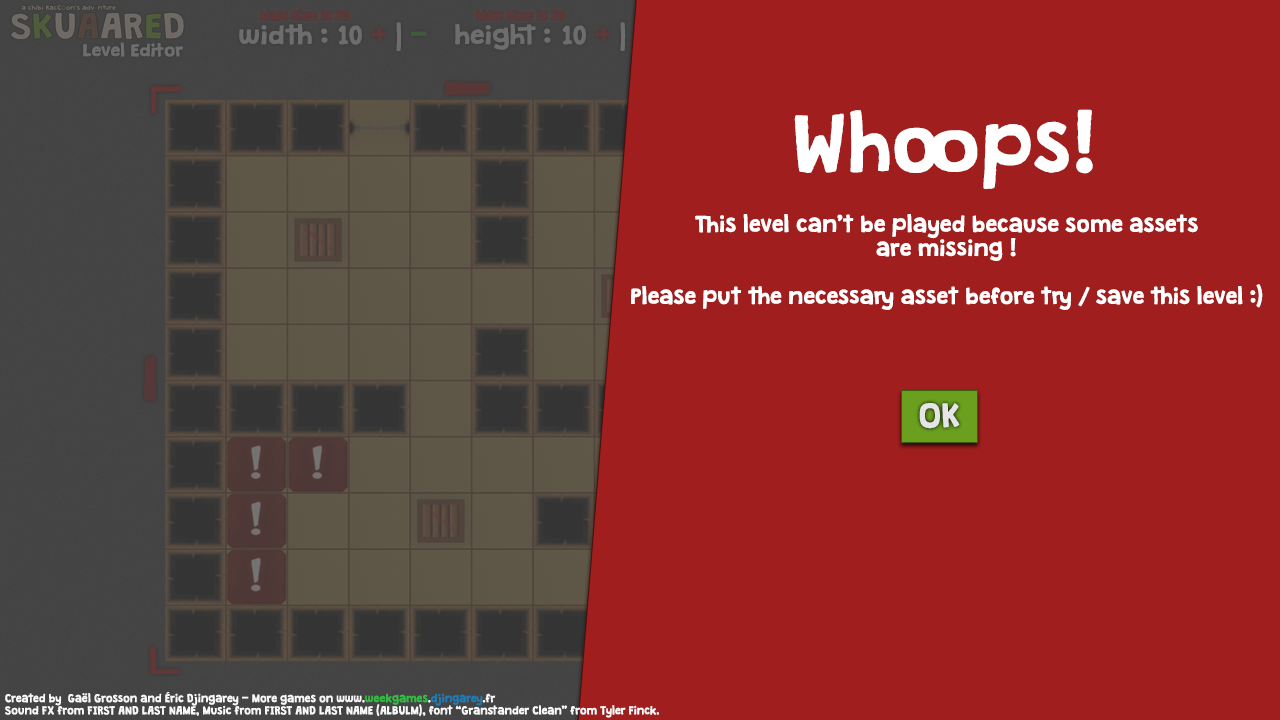 a chibi RacCoon's adventure
SKUAARED
Level Editor
width : 10 + | -
height : 10 + |
Whoops!
This level can't be played because some assets
are missing !
Please put the necessary asset before try / save this level :)
OK
!
!
!
!
Created by Gaël Grosson and Éric Djingarey – More games on www.weekgames.djingarey.fr
Sound FX from FIRST AND LAST NAME, Music from FIRST AND LAST NAME (ALBULM), font "Granstander Clean" from Tyler Finck.